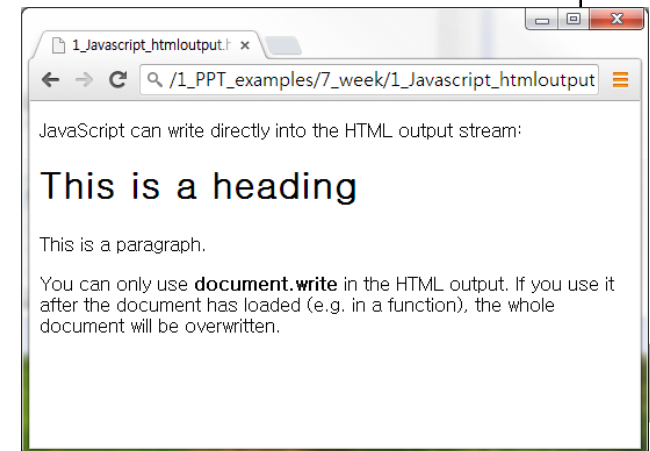 1_Javascript_htmloutput.h
/1_PPT_examples/7_week/1_Javascript_htmloutput
JavaScript can write directly into the HTML output stream:
This is a heading
This is a paragraph.
You can only use document.write in the HTML output. If you use it
after the document has loaded (e.g. in a function), the whole
document will be overwritten.